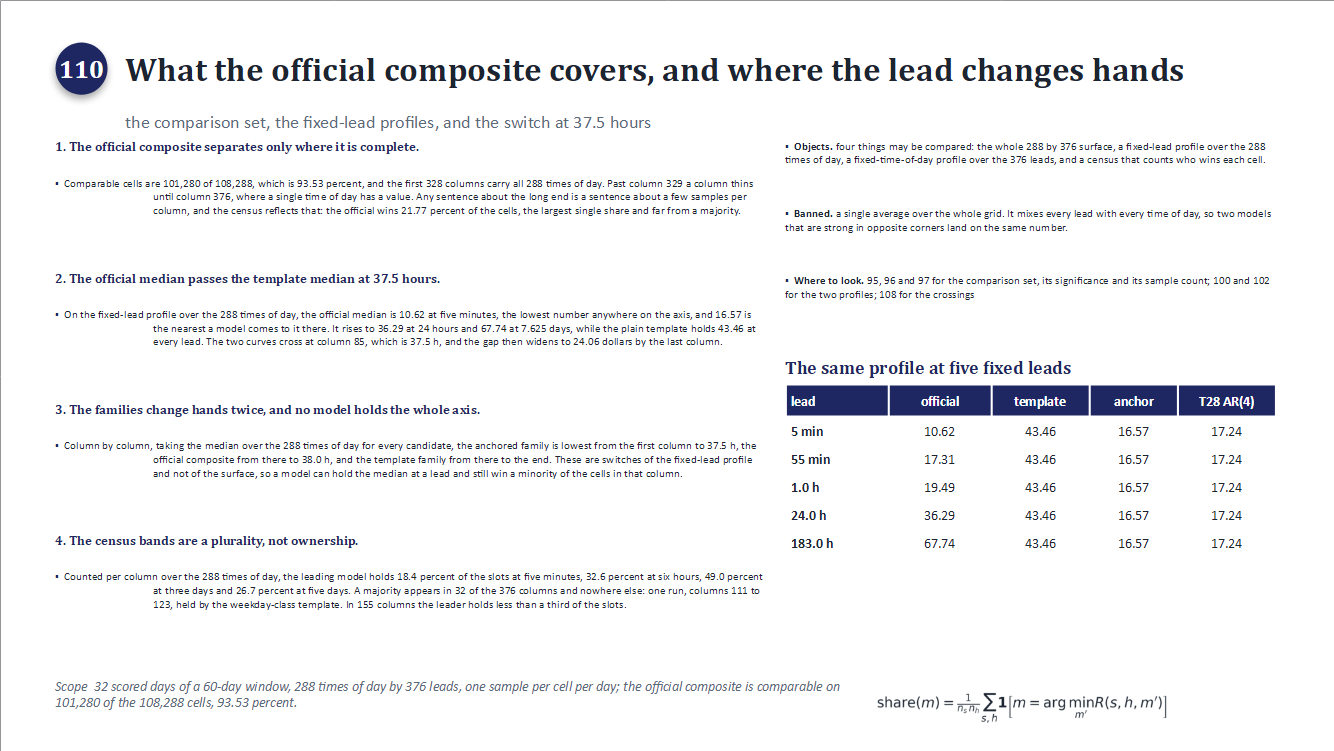 110
What the official composite covers, and where the lead changes hands
the comparison set, the fixed-lead profiles, and the switch at 37.5 hours
1. The official composite separates only where it is complete.
▪ Comparable cells are 101,280 of 108,288, which is 93.53 percent, and the first 328 columns carry all 288 times of day. Past column 329 a column thins
until column 376, where a single time of day has a value. Any sentence about the long end is a sentence about a few samples per
column, and the census reflects that: the official wins 21.77 percent of the cells, the largest single share and far from a majority.
2. The official median passes the template median at 37.5 hours.
▪ On the fixed-lead profile over the 288 times of day, the official median is 10.62 at five minutes, the lowest number anywhere on the axis, and 16.57 is
the nearest a model comes to it there. It rises to 36.29 at 24 hours and 67.74 at 7.625 days, while the plain template holds 43.46 at
every lead. The two curves cross at column 85, which is 37.5 h, and the gap then widens to 24.06 dollars by the last column.
3. The families change hands twice, and no model holds the whole axis.
▪ Column by column, taking the median over the 288 times of day for every candidate, the anchored family is lowest from the first column to 37.5 h, the
official composite from there to 38.0 h, and the template family from there to the end. These are switches of the fixed-lead profile
and not of the surface, so a model can hold the median at a lead and still win a minority of the cells in that column.
4. The census bands are a plurality, not ownership.
▪ Counted per column over the 288 times of day, the leading model holds 18.4 percent of the slots at five minutes, 32.6 percent at six hours, 49.0 percent
at three days and 26.7 percent at five days. A majority appears in 32 of the 376 columns and nowhere else: one run, columns 111 to
123, held by the weekday-class template. In 155 columns the leader holds less than a third of the slots.
▪ Objects. four things may be compared: the whole 288 by 376 surface, a fixed-lead profile over the 288
times of day, a fixed-time-of-day profile over the 376 leads, and a census that counts who wins each cell.
▪ Banned. a single average over the whole grid. It mixes every lead with every time of day, so two models
that are strong in opposite corners land on the same number.
▪ Where to look. 95, 96 and 97 for the comparison set, its significance and its sample count; 100 and 102
for the two profiles; 108 for the crossings
The same profile at five fixed leads
lead official template anchor T28 AR(4)
5 min 10.62 43.46 16.57 17.24
55 min 17.31 43.46 16.57 17.24
1.0 h 19.49 43.46 16.57 17.24
24.0 h 36.29 43.46 16.57 17.24
183.0 h 67.74 43.46 16.57 17.24
Scope 32 scored days of a 60-day window, 288 times of day by 376 leads, one sample per cell per day; the official composite is comparable on
101,280 of the 108,288 cells, 93.53 percent.
share(m) = 1/(n_s n_h) ∑_{s,h} 1[m = arg min_{m′} R(s, h, m′)]